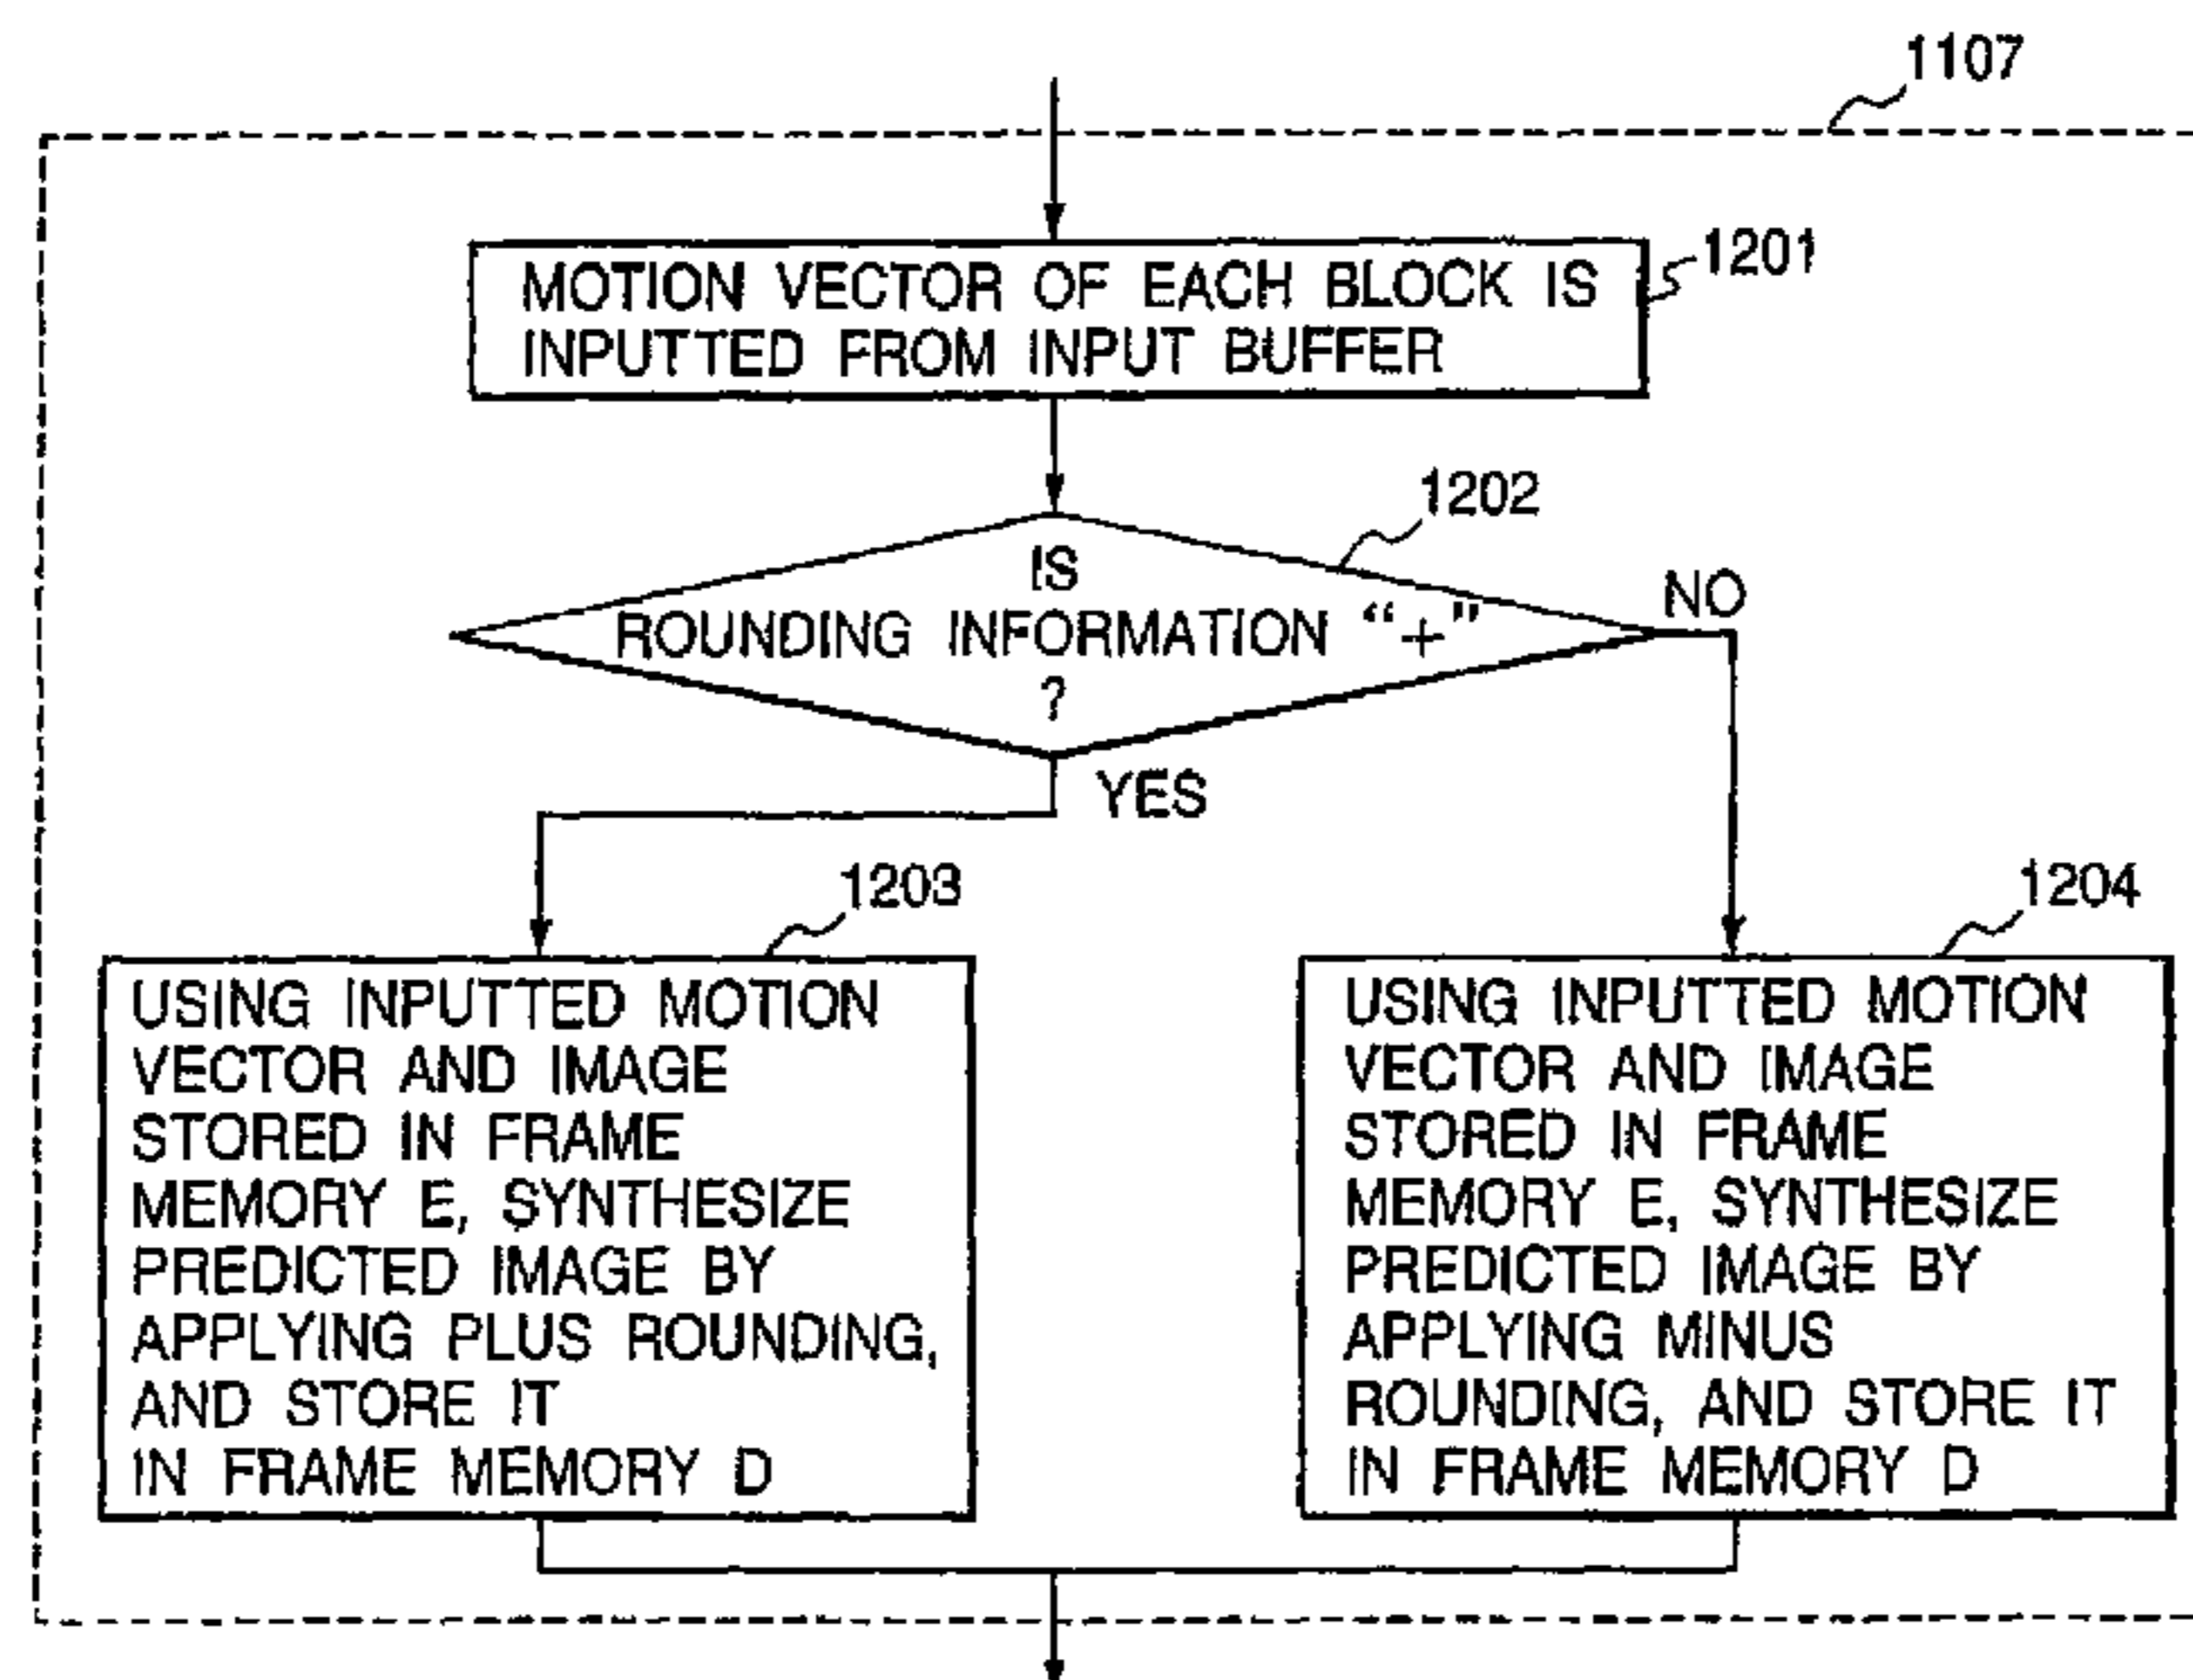 1107
MOTION VECTOR OF EACH BLOCK IS
INPUTTED FROM INPUT BUFFER
1201
1202
IS
ROUNDING INFORMATION “+”
?
NO
YES
1203
USING INPUTTED MOTION
VECTOR AND IMAGE
STORED IN FRAME
MEMORY E, SYNTHESIZE
PREDICTED IMAGE BY
APPLYING PLUS ROUNDING,
AND STORE IT
IN FRAME MEMORY D
1204
USING INPUTTED MOTION
VECTOR AND IMAGE
STORED IN FRAME
MEMORY E, SYNTHESIZE
PREDICTED IMAGE BY
APPLYING MINUS
ROUNDING, AND STORE IT
IN FRAME MEMORY D